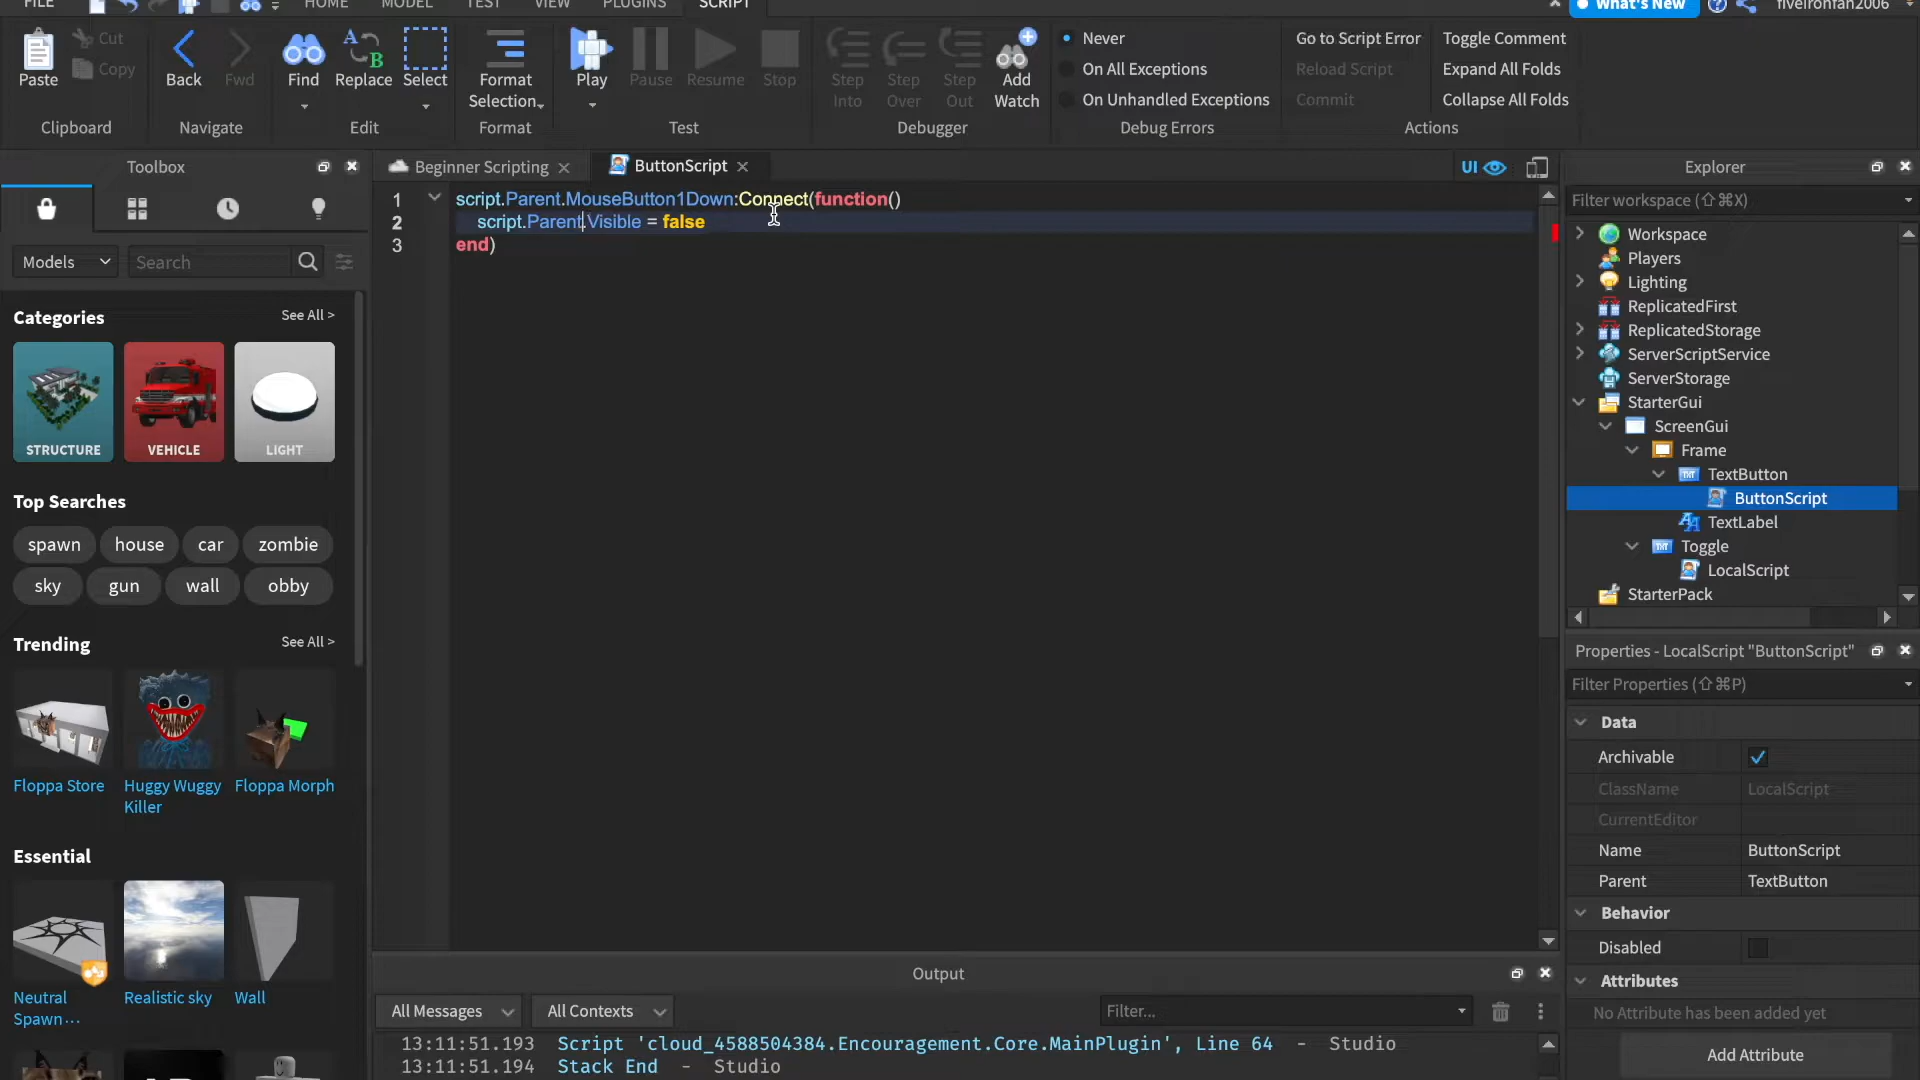 FILE HOME MODEL TEST VIEW PLUGINS SCRIPT What's New fiveironfan2006
Paste Cut Copy Back Fwd Find Replace Select Format Selection... Play Pause Resume Stop Step Into Step Over Step Out Add Watch
Never
On All Exceptions
On Unhandled Exceptions
Go to Script Error
Reload Script
Commit
Toggle Comment
Expand All Folds
Collapse All Folds
Clipboard Navigate Edit Format Test Debugger Debug Errors Actions
Toolbox
Models Search
Categories See All >
STRUCTURE VEHICLE LIGHT
Top Searches
spawn house car zombie
sky gun wall obby
Trending See All >
Floppa Store Huggy Wuggy Killer Floppa Morph
Essential
Neutral Spawn... Realistic sky Wall
Beginner Scripting ButtonScript UI
1 script.Parent.MouseButton1Down:Connect(function()
2 script.Parent.Visible = false
3 end)
Output
All Messages All Contexts Filter...
13:11:51.193 Script 'cloud_4588504384.Encouragement.Core.MainPlugin', Line 64 - Studio
13:11:51.194 Stack End - Studio
Explorer
Filter workspace (⇧⌘X)
Workspace
Players
Lighting
ReplicatedFirst
ReplicatedStorage
ServerScriptService
ServerStorage
StarterGui
ScreenGui
Frame
TXT TextButton
ButtonScript
TextLabel
TXT Toggle
LocalScript
StarterPack
Properties - LocalScript "ButtonScript"
Filter Properties (⇧⌘P)
Data
Archivable
ClassName LocalScript
CurrentEditor
Name ButtonScript
Parent TextButton
Behavior
Disabled
Attributes
No Attribute has been added yet
Add Attribute